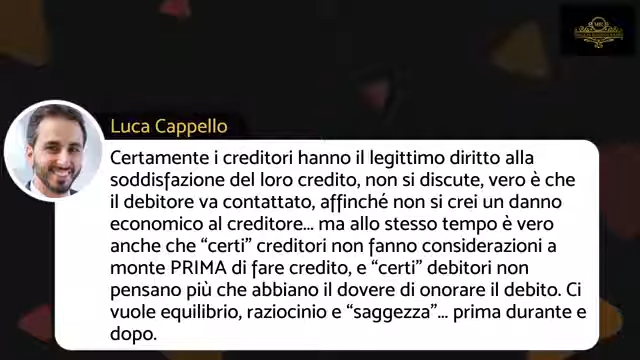 Luca Cappello
Certamente i creditori hanno il legittimo diritto alla
soddisfazione del loro credito, non si discute, vero è che
il debitore va contattato, affinché non si crei un danno
economico al creditore... ma allo stesso tempo è vero
anche che “certi” creditori non fanno considerazioni a
monte PRIMA di fare credito, e “certi” debitori non
pensano più che abbiano il dovere di onorare il debito. Ci
vuole equilibrio, raziocinio e “saggezza”... prima durante e
dopo.